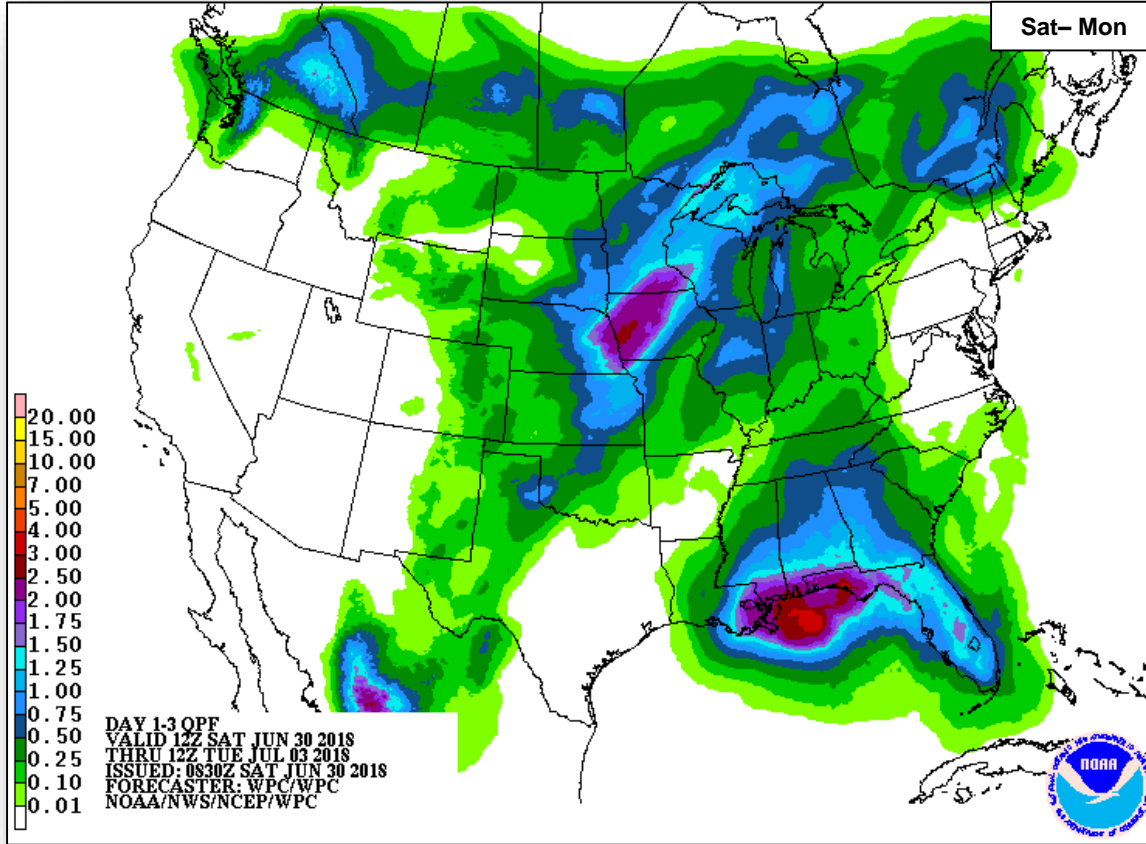 Sat– Mon
20.00
15.00
10.00
7.00
5.00
4.00
3.00
2.50
2.00
1.75
1.50
1.25
1.00
0.75
0.50
0.25
0.10
0.01
DAY 1-3 QPF
VALID 12Z SAT JUN 30 2018
THRU 12Z TUE JUL 03 2018
ISSUED: 0830Z SAT JUN 30 2018
FORECASTER: WPC/WPC
NOAA/NWS/NCEP/WPC
NOAA